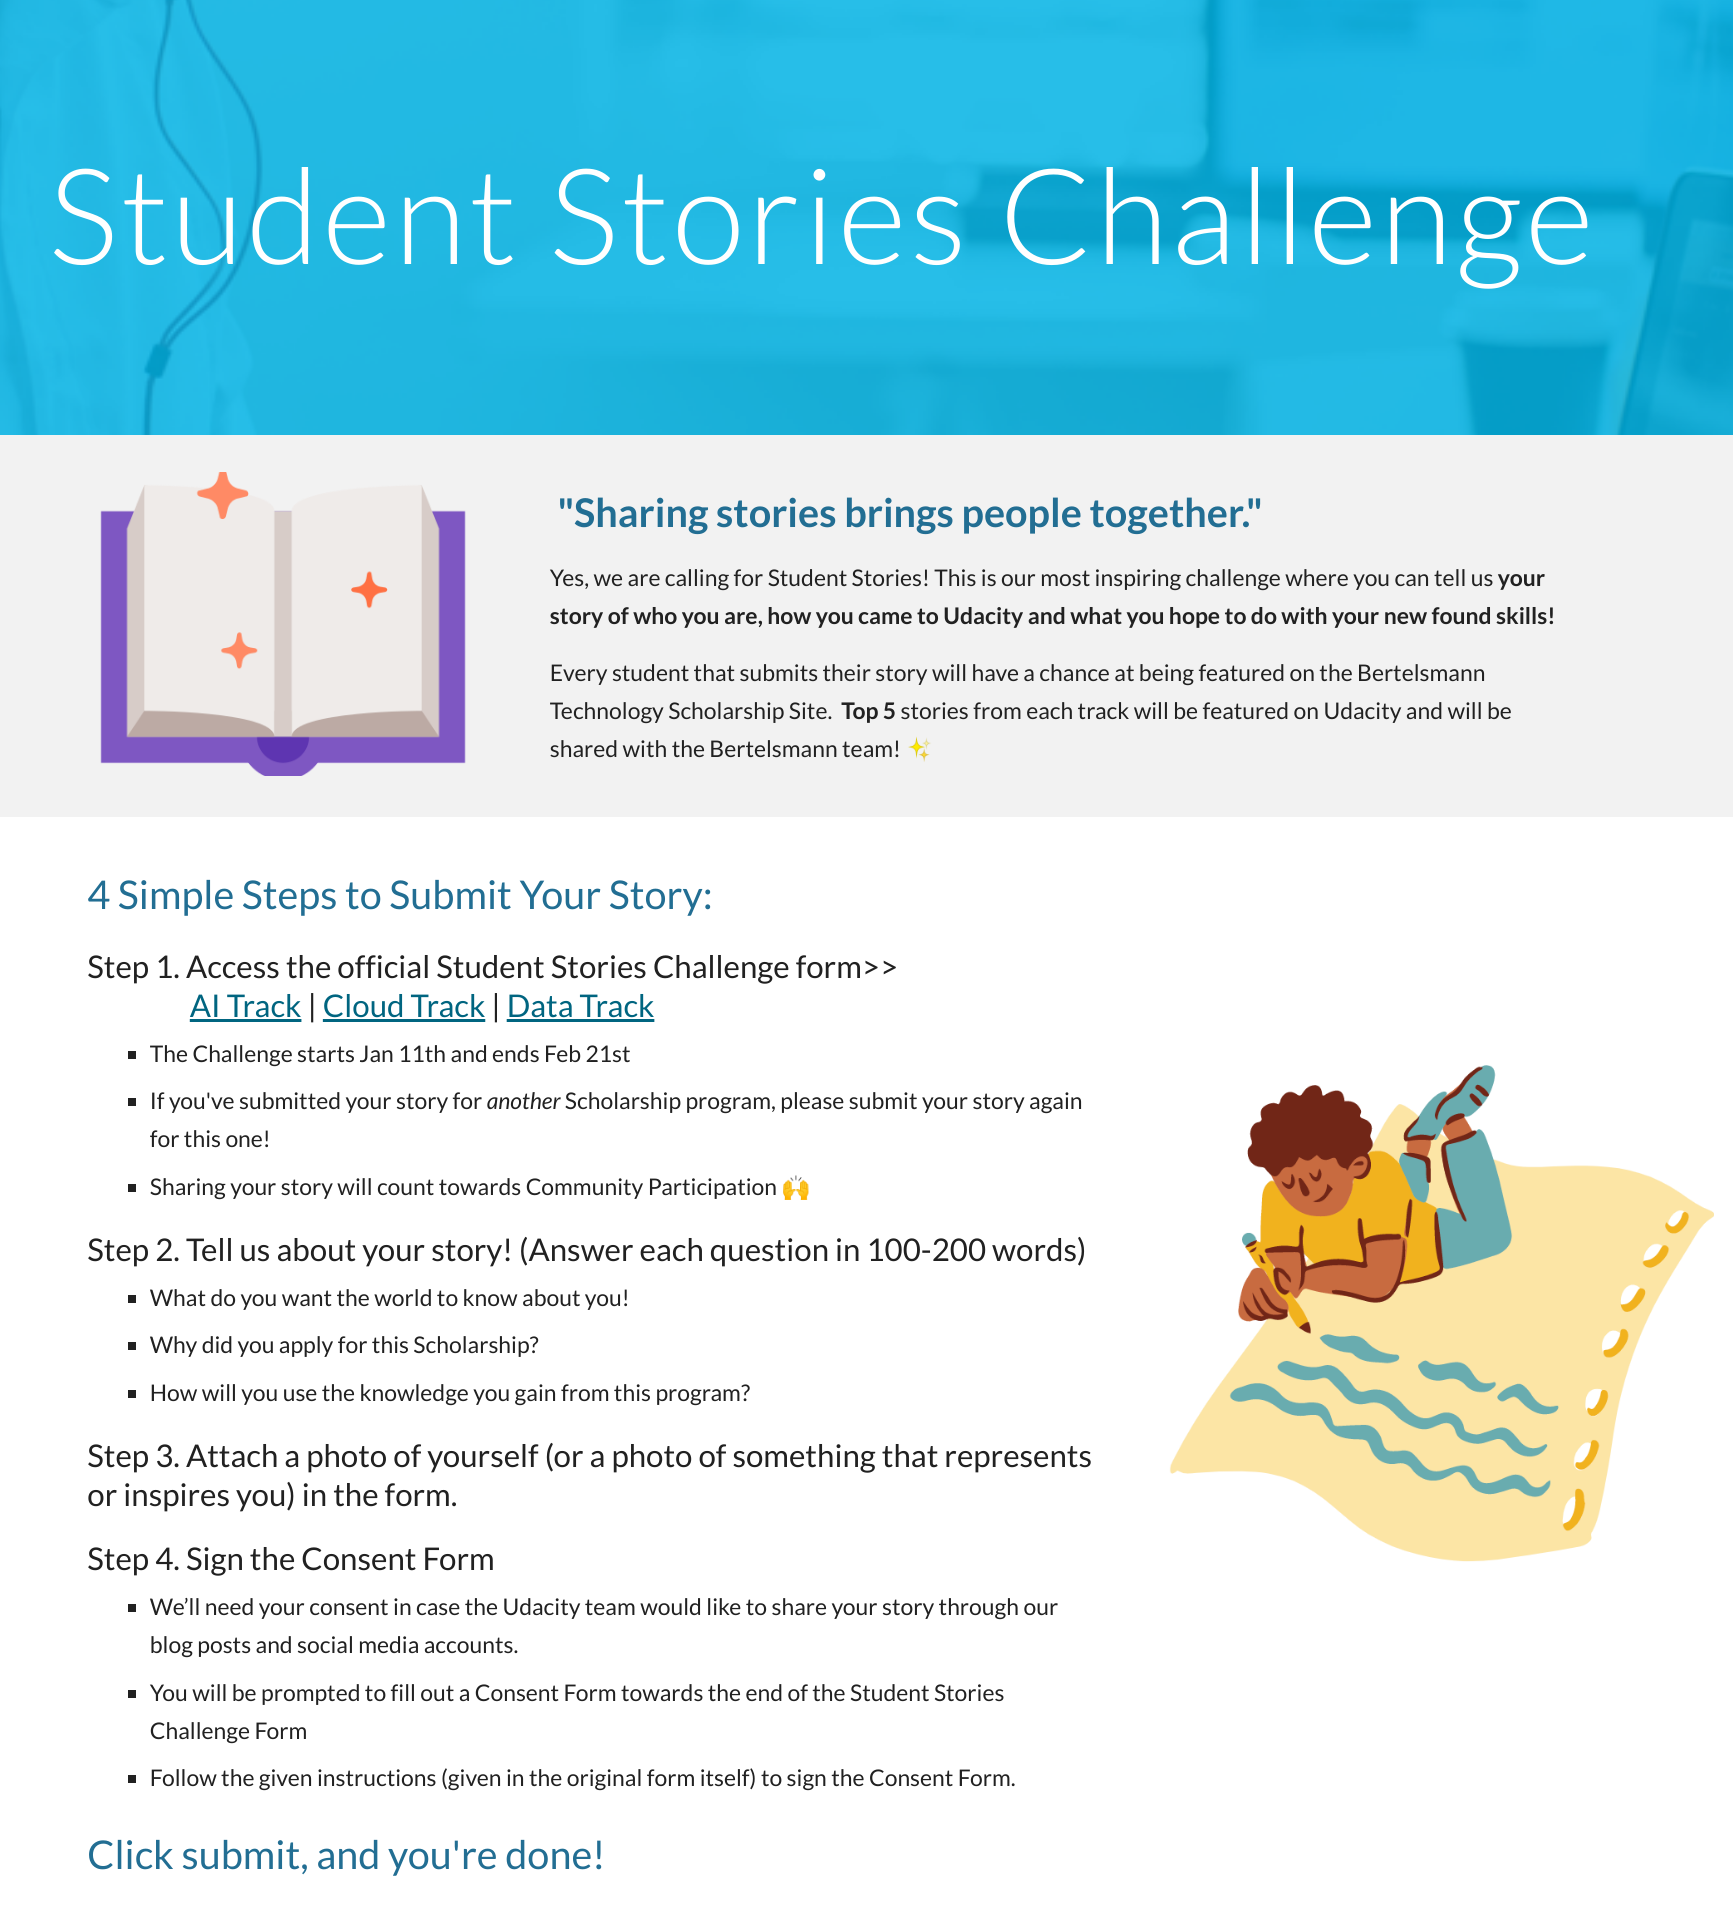 Student Stories Challenge
"Sharing stories brings people together."
Yes, we are calling for Student Stories! This is our most inspiring challenge where you can tell us your
story of who you are, how you came to Udacity and what you hope to do with your new found skills!
Every student that submits their story will have a chance at being featured on the Bertelsmann
Technology Scholarship Site. Top 5 stories from each track will be featured on Udacity and will be
shared with the Bertelsmann team! ✨
4 Simple Steps to Submit Your Story:
Step 1. Access the official Student Stories Challenge form>>
AI Track | Cloud Track | Data Track
▪ The Challenge starts Jan 11th and ends Feb 21st
▪ If you've submitted your story for another Scholarship program, please submit your story again
for this one!
▪ Sharing your story will count towards Community Participation 🙌
Step 2. Tell us about your story! (Answer each question in 100-200 words)
▪ What do you want the world to know about you!
▪ Why did you apply for this Scholarship?
▪ How will you use the knowledge you gain from this program?
Step 3. Attach a photo of yourself (or a photo of something that represents
or inspires you) in the form.
Step 4. Sign the Consent Form
▪ We’ll need your consent in case the Udacity team would like to share your story through our
blog posts and social media accounts.
▪ You will be prompted to fill out a Consent Form towards the end of the Student Stories
Challenge Form
▪ Follow the given instructions (given in the original form itself) to sign the Consent Form.
Click submit, and you're done!